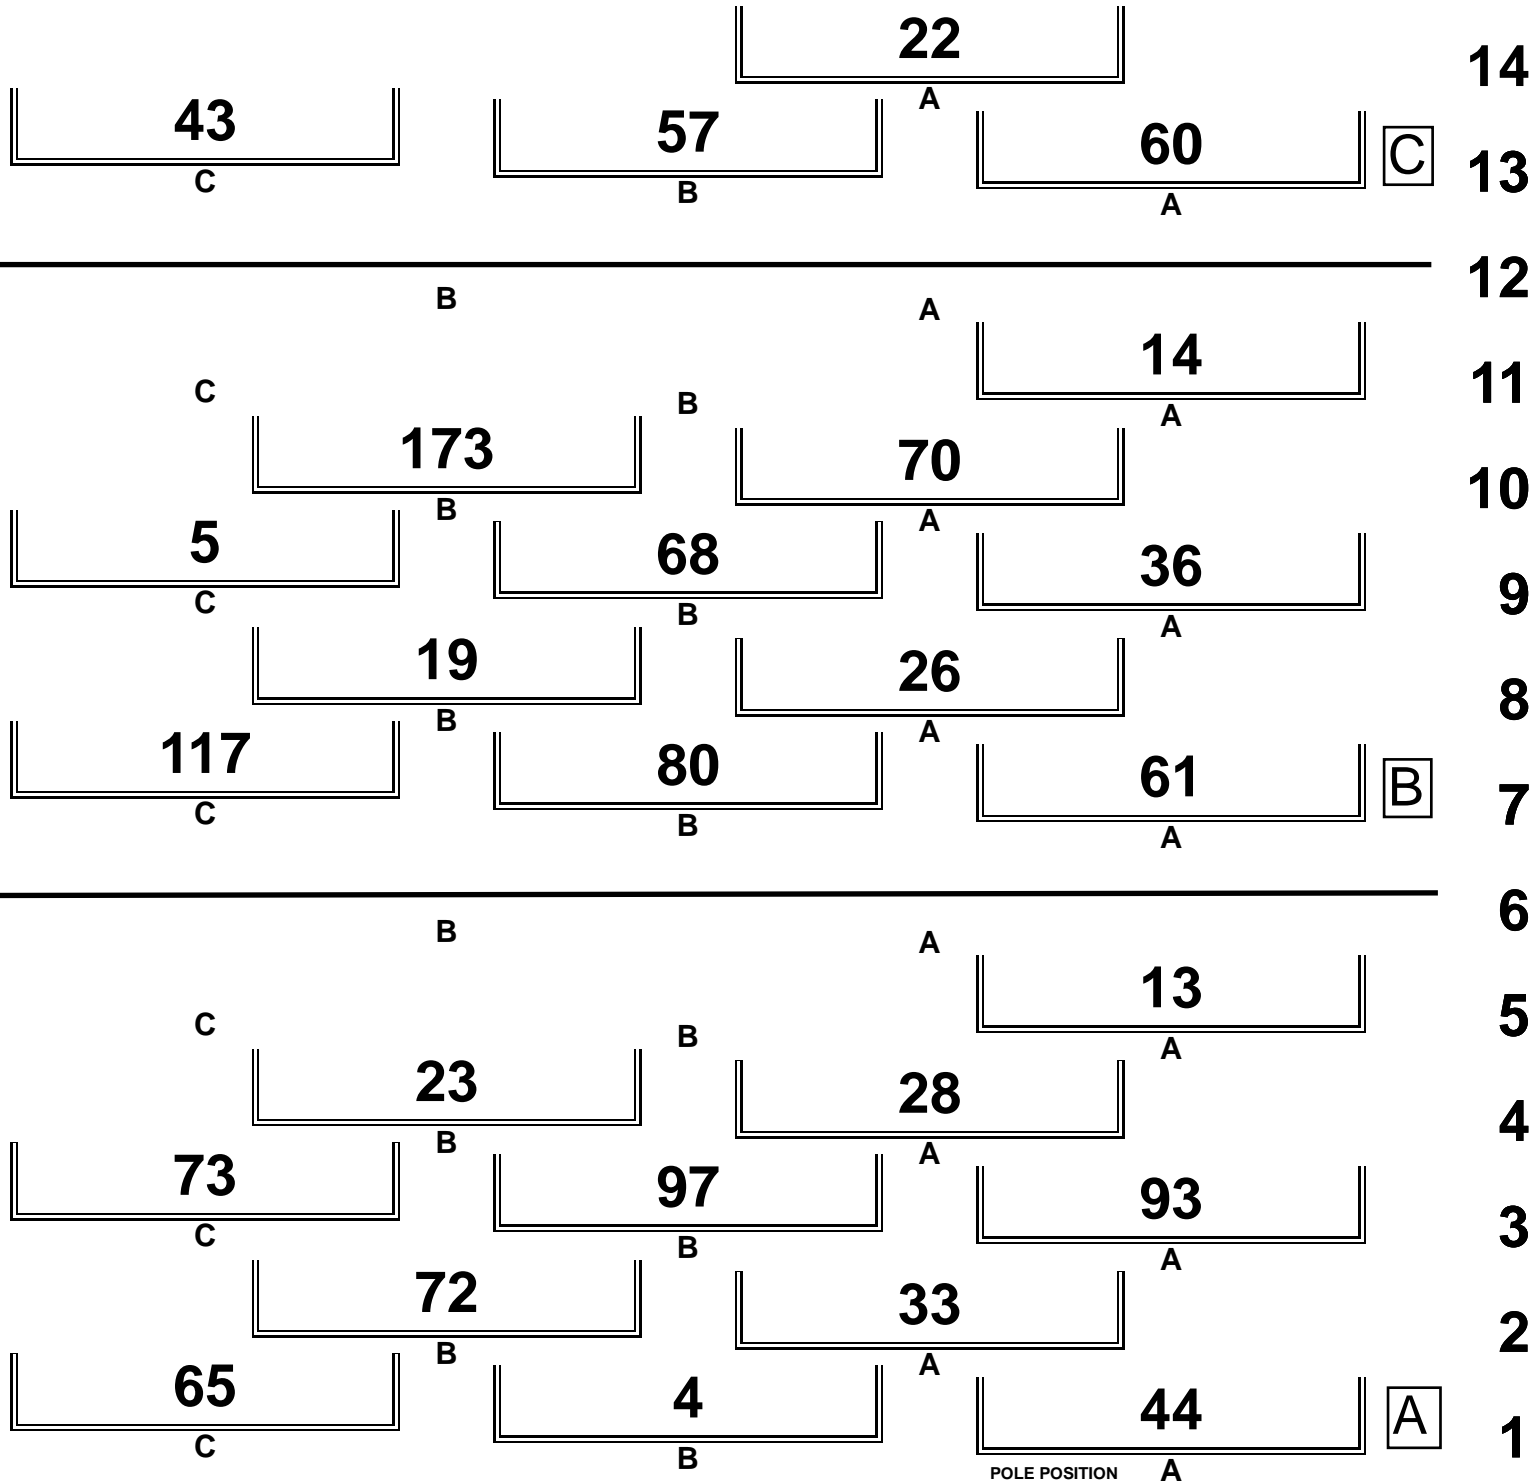 22 14
A
43 57 60 C 13
C B A
12
B A
14 11
C B A
173 70 10
B A
5 68 36 9
C B A
19 26 8
B A
117 80 61 B 7
C B A
6
B A
13 5
C B A
23 28 4
B A
73 97 93 3
C B A
72 33 2
B A
65 4 44 A 1
C B POLE POSITION A